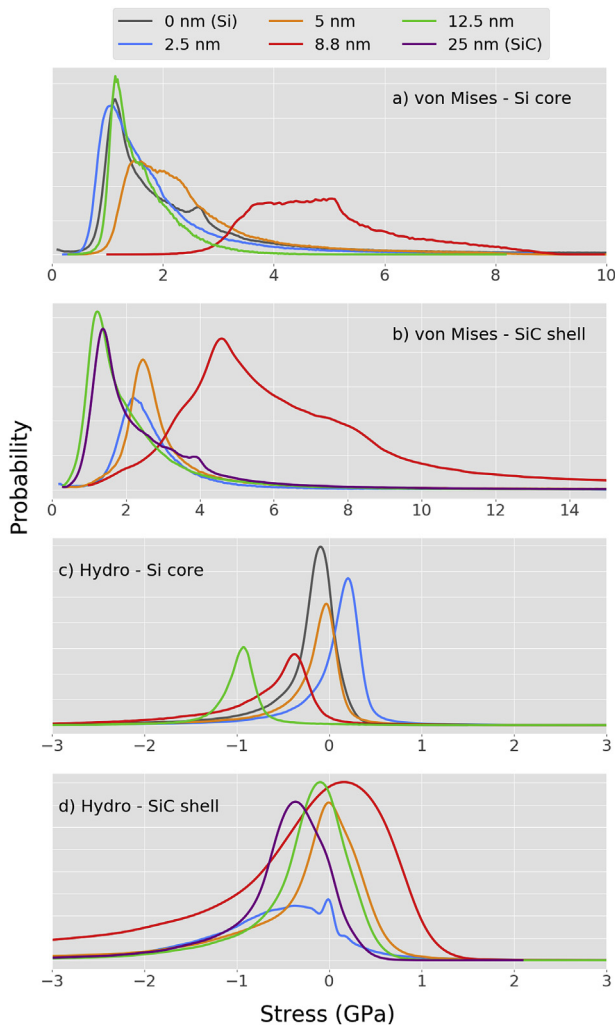 0 nm (Si) 5 nm 12.5 nm
2.5 nm 8.8 nm 25 nm (SiC)
a) von Mises - Si core
0 2 4 6 8 10
b) von Mises - SiC shell
0 2 4 6 8 10 12 14
Probability
c) Hydro - Si core
−3 −2 −1 0 1 2 3
d) Hydro - SiC shell
−3 −2 −1 0 1 2 3
Stress (GPa)